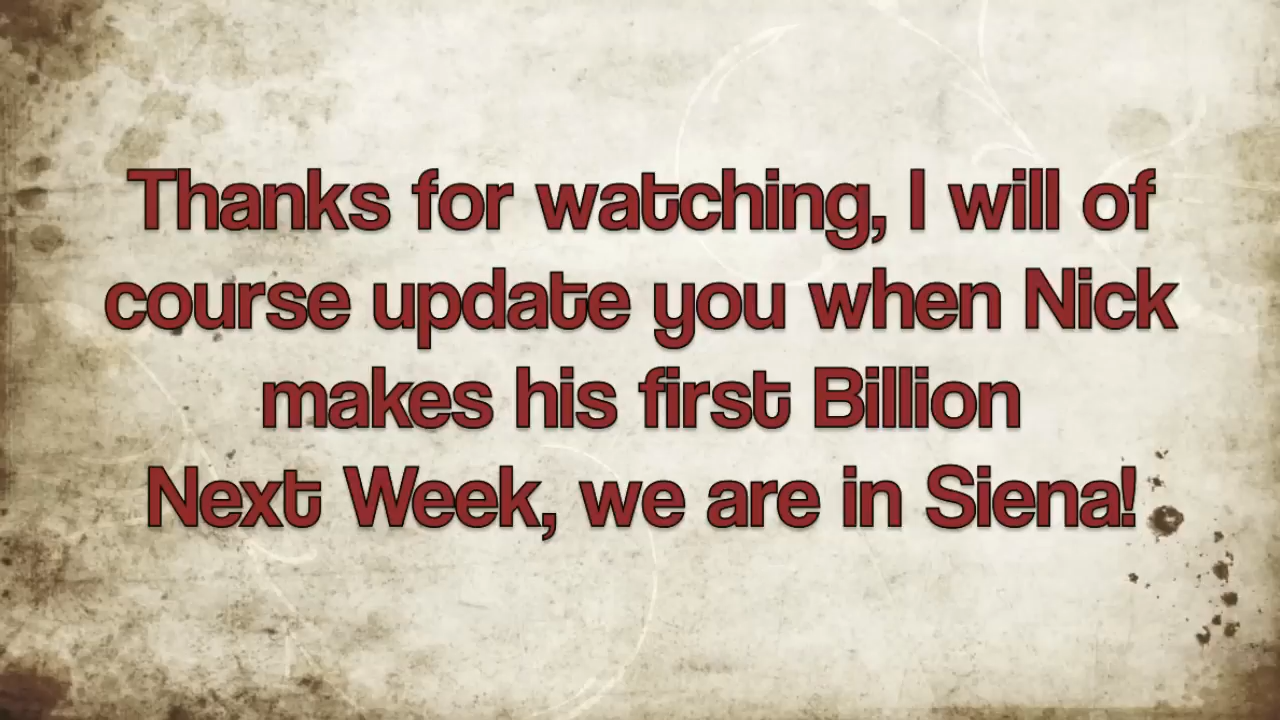 Thanks for watching, I will of
course update you when Nick
makes his first Billion
Next Week, we are in Siena!